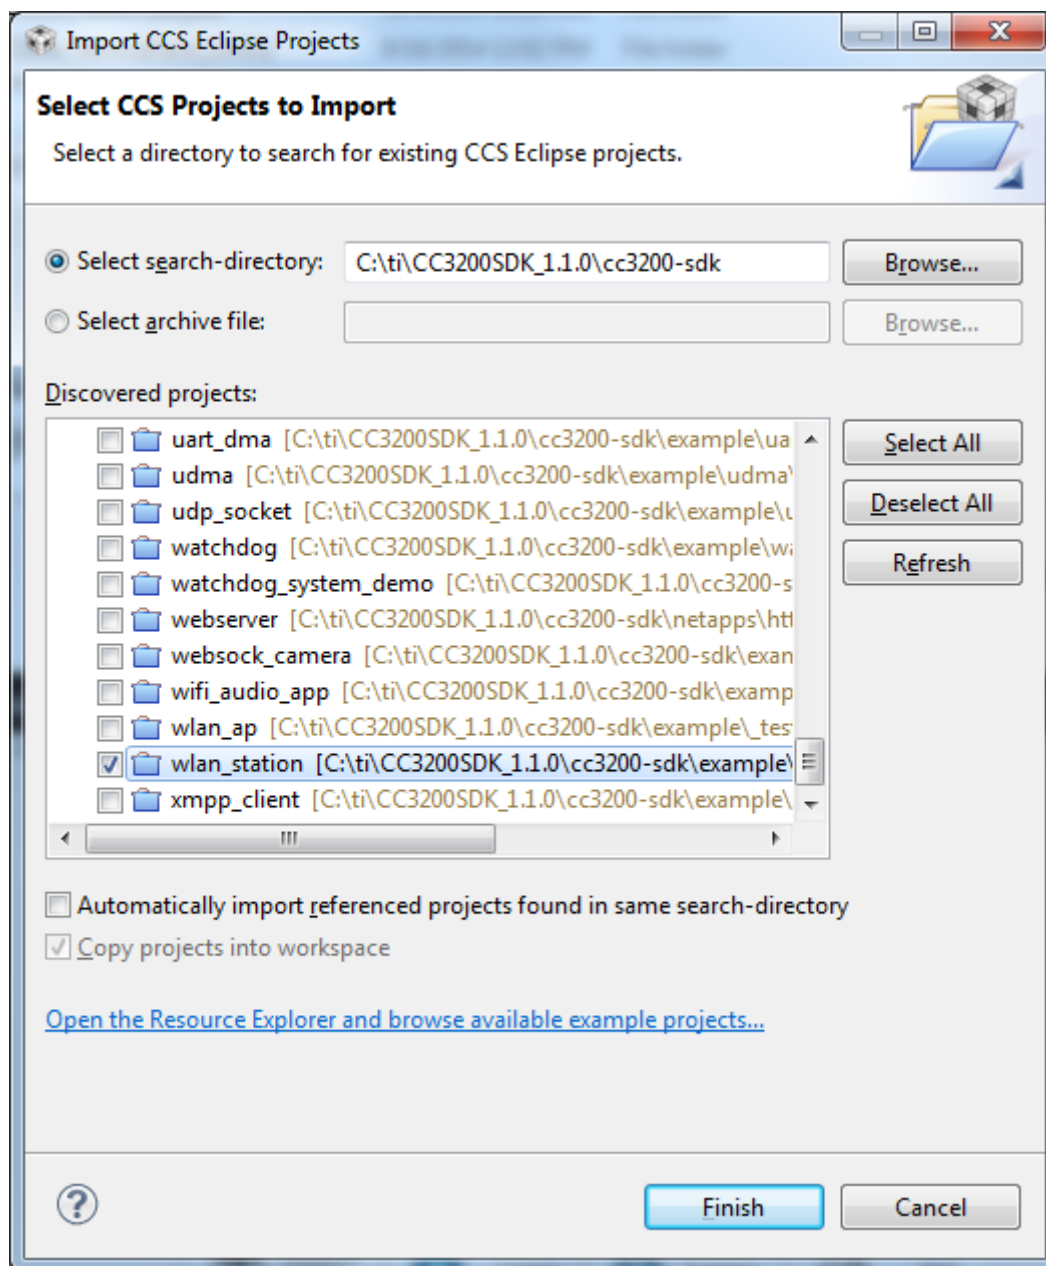 Import CCS Eclipse Projects
Select CCS Projects to Import
Select a directory to search for existing CCS Eclipse projects.
Select search-directory: C:\ti\CC3200SDK_1.1.0\cc3200-sdk Browse...
Select archive file: Browse...
Discovered projects:
uart_dma [C:\ti\CC3200SDK_1.1.0\cc3200-sdk\example\ua
udma [C:\ti\CC3200SDK_1.1.0\cc3200-sdk\example\udma\
udp_socket [C:\ti\CC3200SDK_1.1.0\cc3200-sdk\example\u
watchdog [C:\ti\CC3200SDK_1.1.0\cc3200-sdk\example\wa
watchdog_system_demo [C:\ti\CC3200SDK_1.1.0\cc3200-s
webserver [C:\ti\CC3200SDK_1.1.0\cc3200-sdk\netapps\htt
websock_camera [C:\ti\CC3200SDK_1.1.0\cc3200-sdk\exan
wifi_audio_app [C:\ti\CC3200SDK_1.1.0\cc3200-sdk\examp
wlan_ap [C:\ti\CC3200SDK_1.1.0\cc3200-sdk\example\_tes
wlan_station [C:\ti\CC3200SDK_1.1.0\cc3200-sdk\example\
xmpp_client [C:\ti\CC3200SDK_1.1.0\cc3200-sdk\example\
Select All
Deselect All
Refresh
Automatically import referenced projects found in same search-directory
Copy projects into workspace
Open the Resource Explorer and browse available example projects...
Finish Cancel